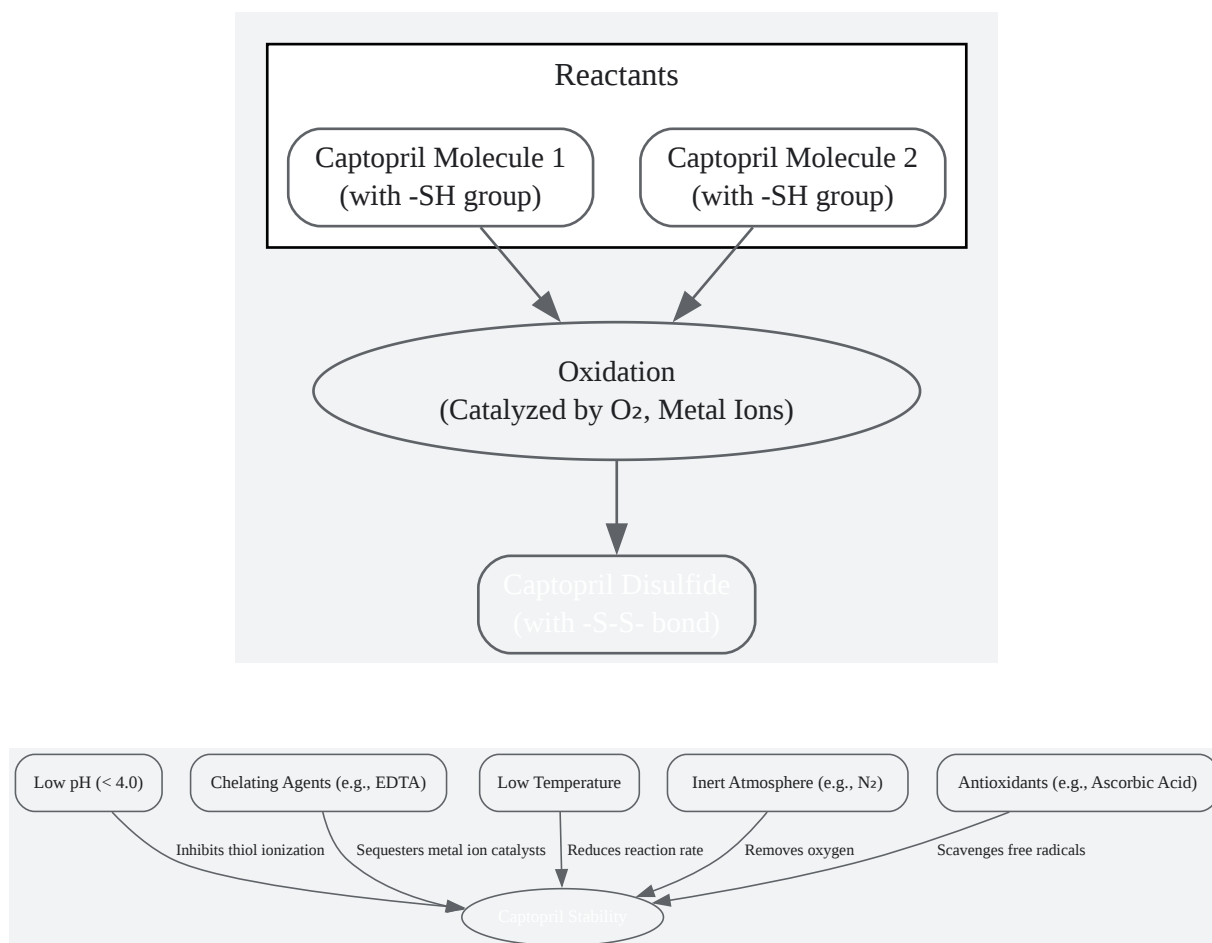 Reactants
Captopril Molecule 1
(with -SH group)
Captopril Molecule 2
(with -SH group)
Oxidation
(Catalyzed by O₂, Metal Ions)
Captopril Disulfide
(with -S-S- bond)
Low pH (< 4.0)
Chelating Agents (e.g., EDTA)
Low Temperature
Inert Atmosphere (e.g., N₂)
Antioxidants (e.g., Ascorbic Acid)
Inhibits thiol ionization
Sequesters metal ion catalysts
Reduces reaction rate
Removes oxygen
Scavenges free radicals
Captopril Stability